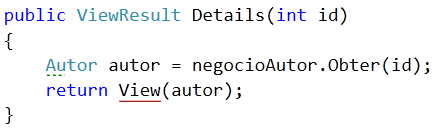 public ViewResult Details(int id)
{
    Autor autor = negocioAutor.Obter(id);
    return View(autor);
}